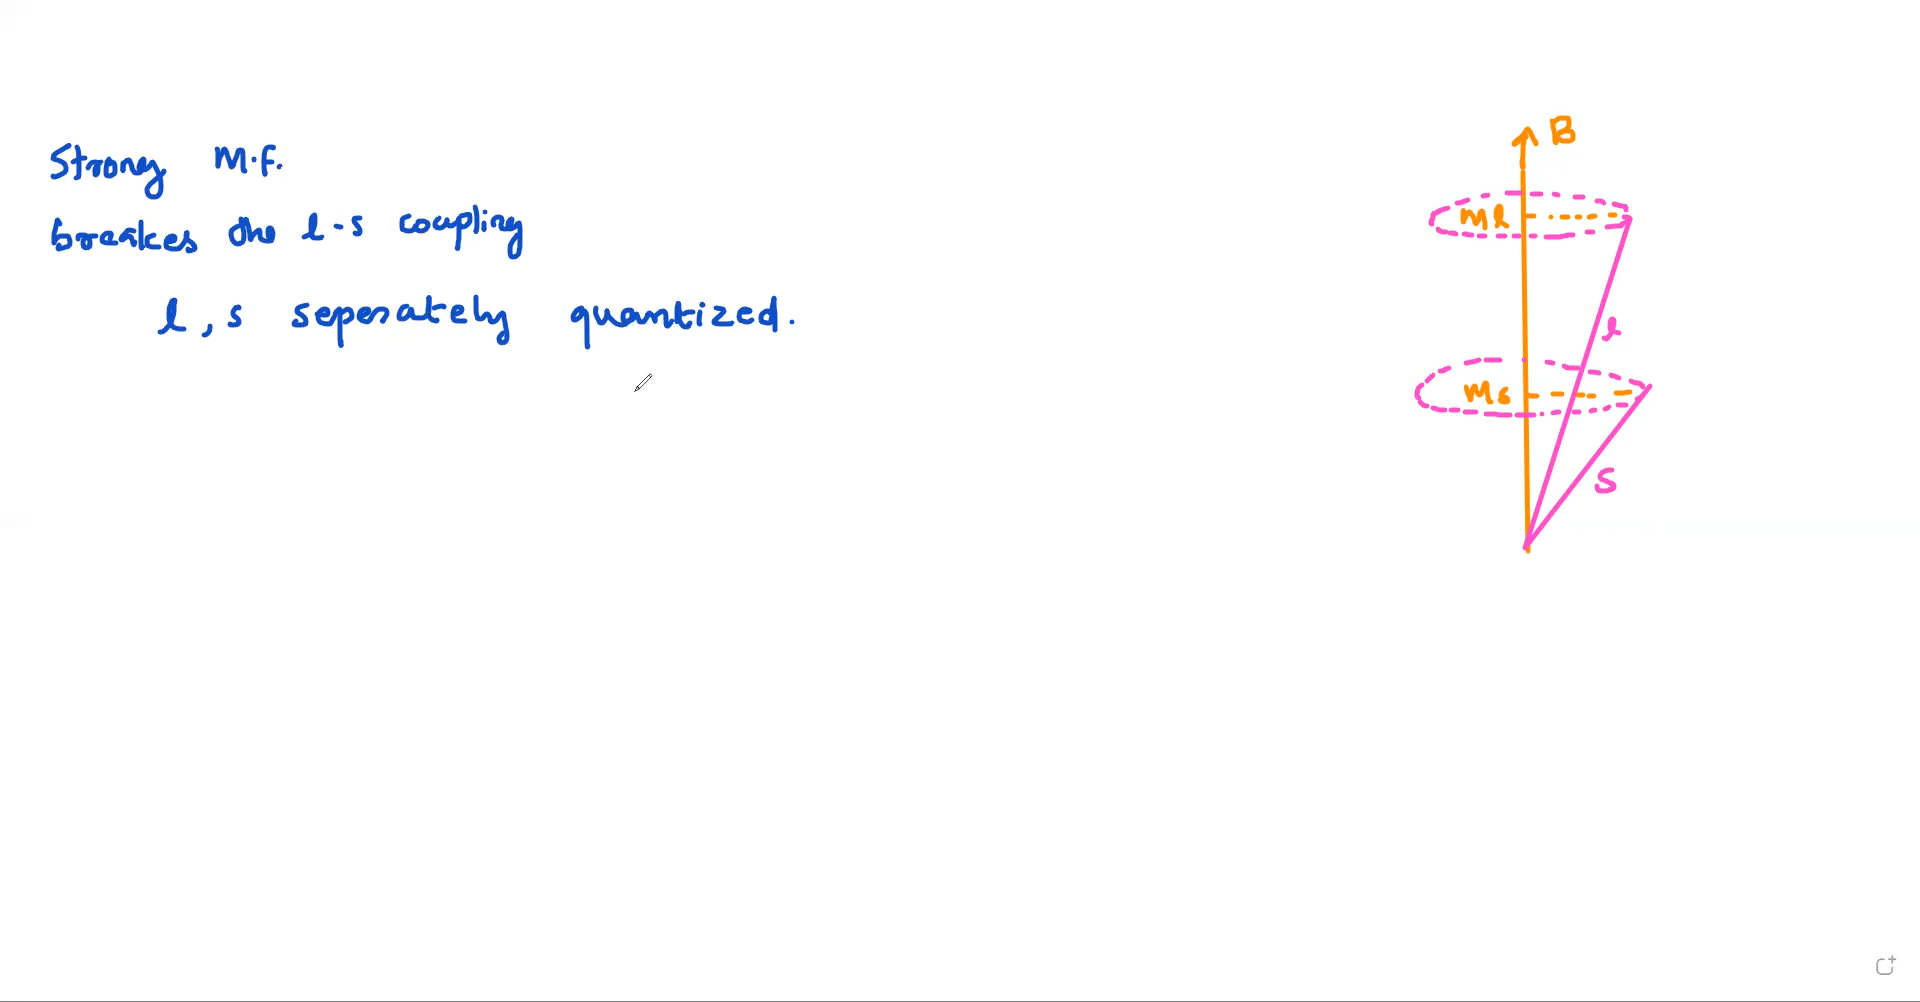 Strong M.F.
breakes the l-s coupling
l, s seperately quantized.
B
ml
l
ms
s